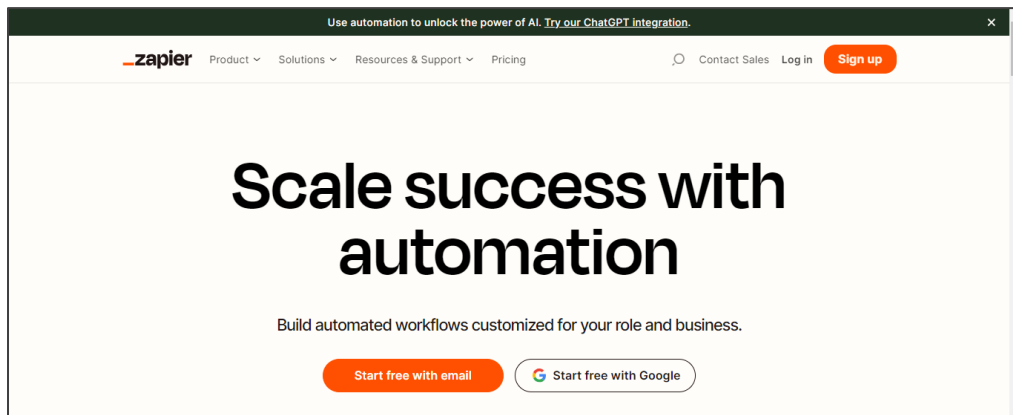 Use automation to unlock the power of AI. Try our ChatGPT integration.
_zapier Product Solutions Resources & Support Pricing Contact Sales Log in Sign up
Scale success with
automation
Build automated workflows customized for your role and business.
Start free with email Start free with Google